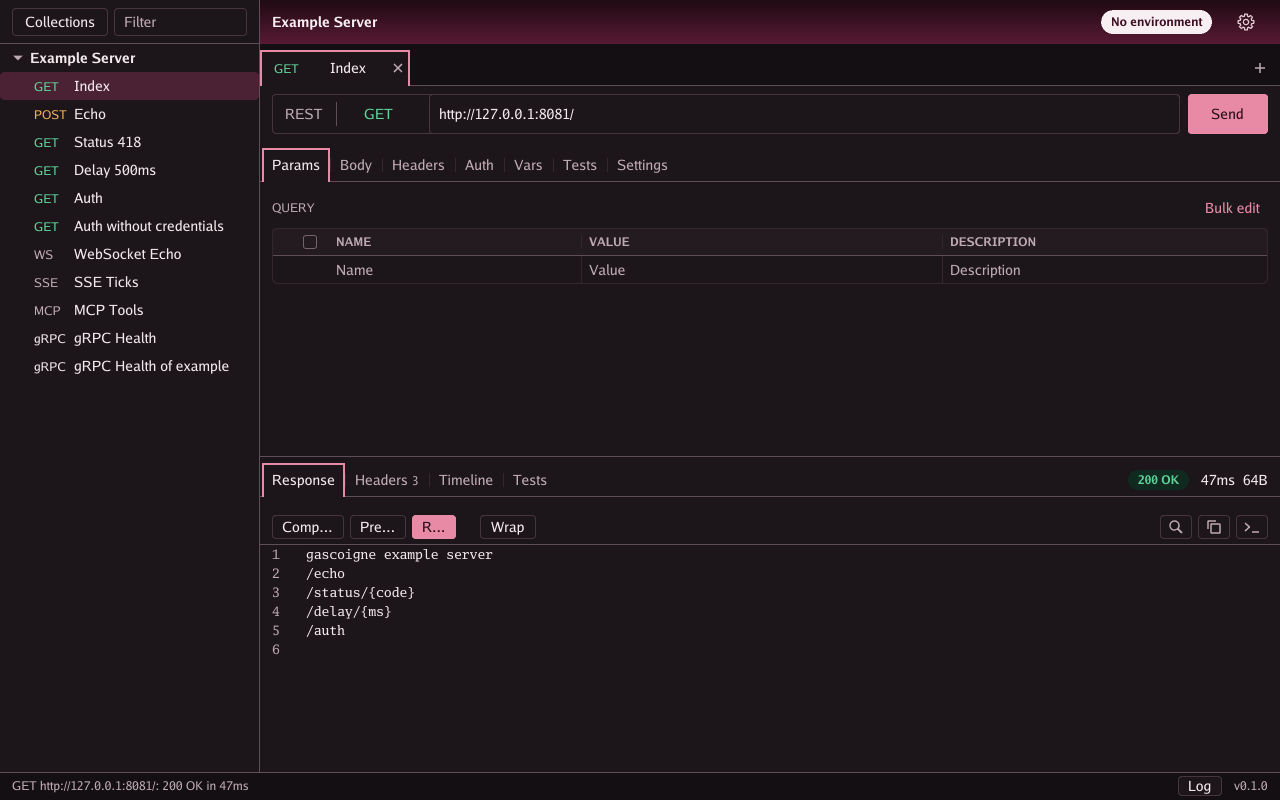 Collections
Filter
Example Server
No environment
Example Server
GET Index
POST Echo
GET Status 418
GET Delay 500ms
GET Auth
GET Auth without credentials
WS WebSocket Echo
SSE SSE Ticks
MCP MCP Tools
gRPC gRPC Health
gRPC gRPC Health of example
GET Index
REST GET http://127.0.0.1:8081/ Send
Params Body Headers Auth Vars Tests Settings
QUERY Bulk edit
NAME VALUE DESCRIPTION
Name Value Description
Response Headers 3 Timeline Tests 200 OK 47ms 64B
Comp... Pre... R... Wrap
1 gascoigne example server
2 /echo
3 /status/{code}
4 /delay/{ms}
5 /auth
6
GET http://127.0.0.1:8081/: 200 OK in 47ms
Log v0.1.0